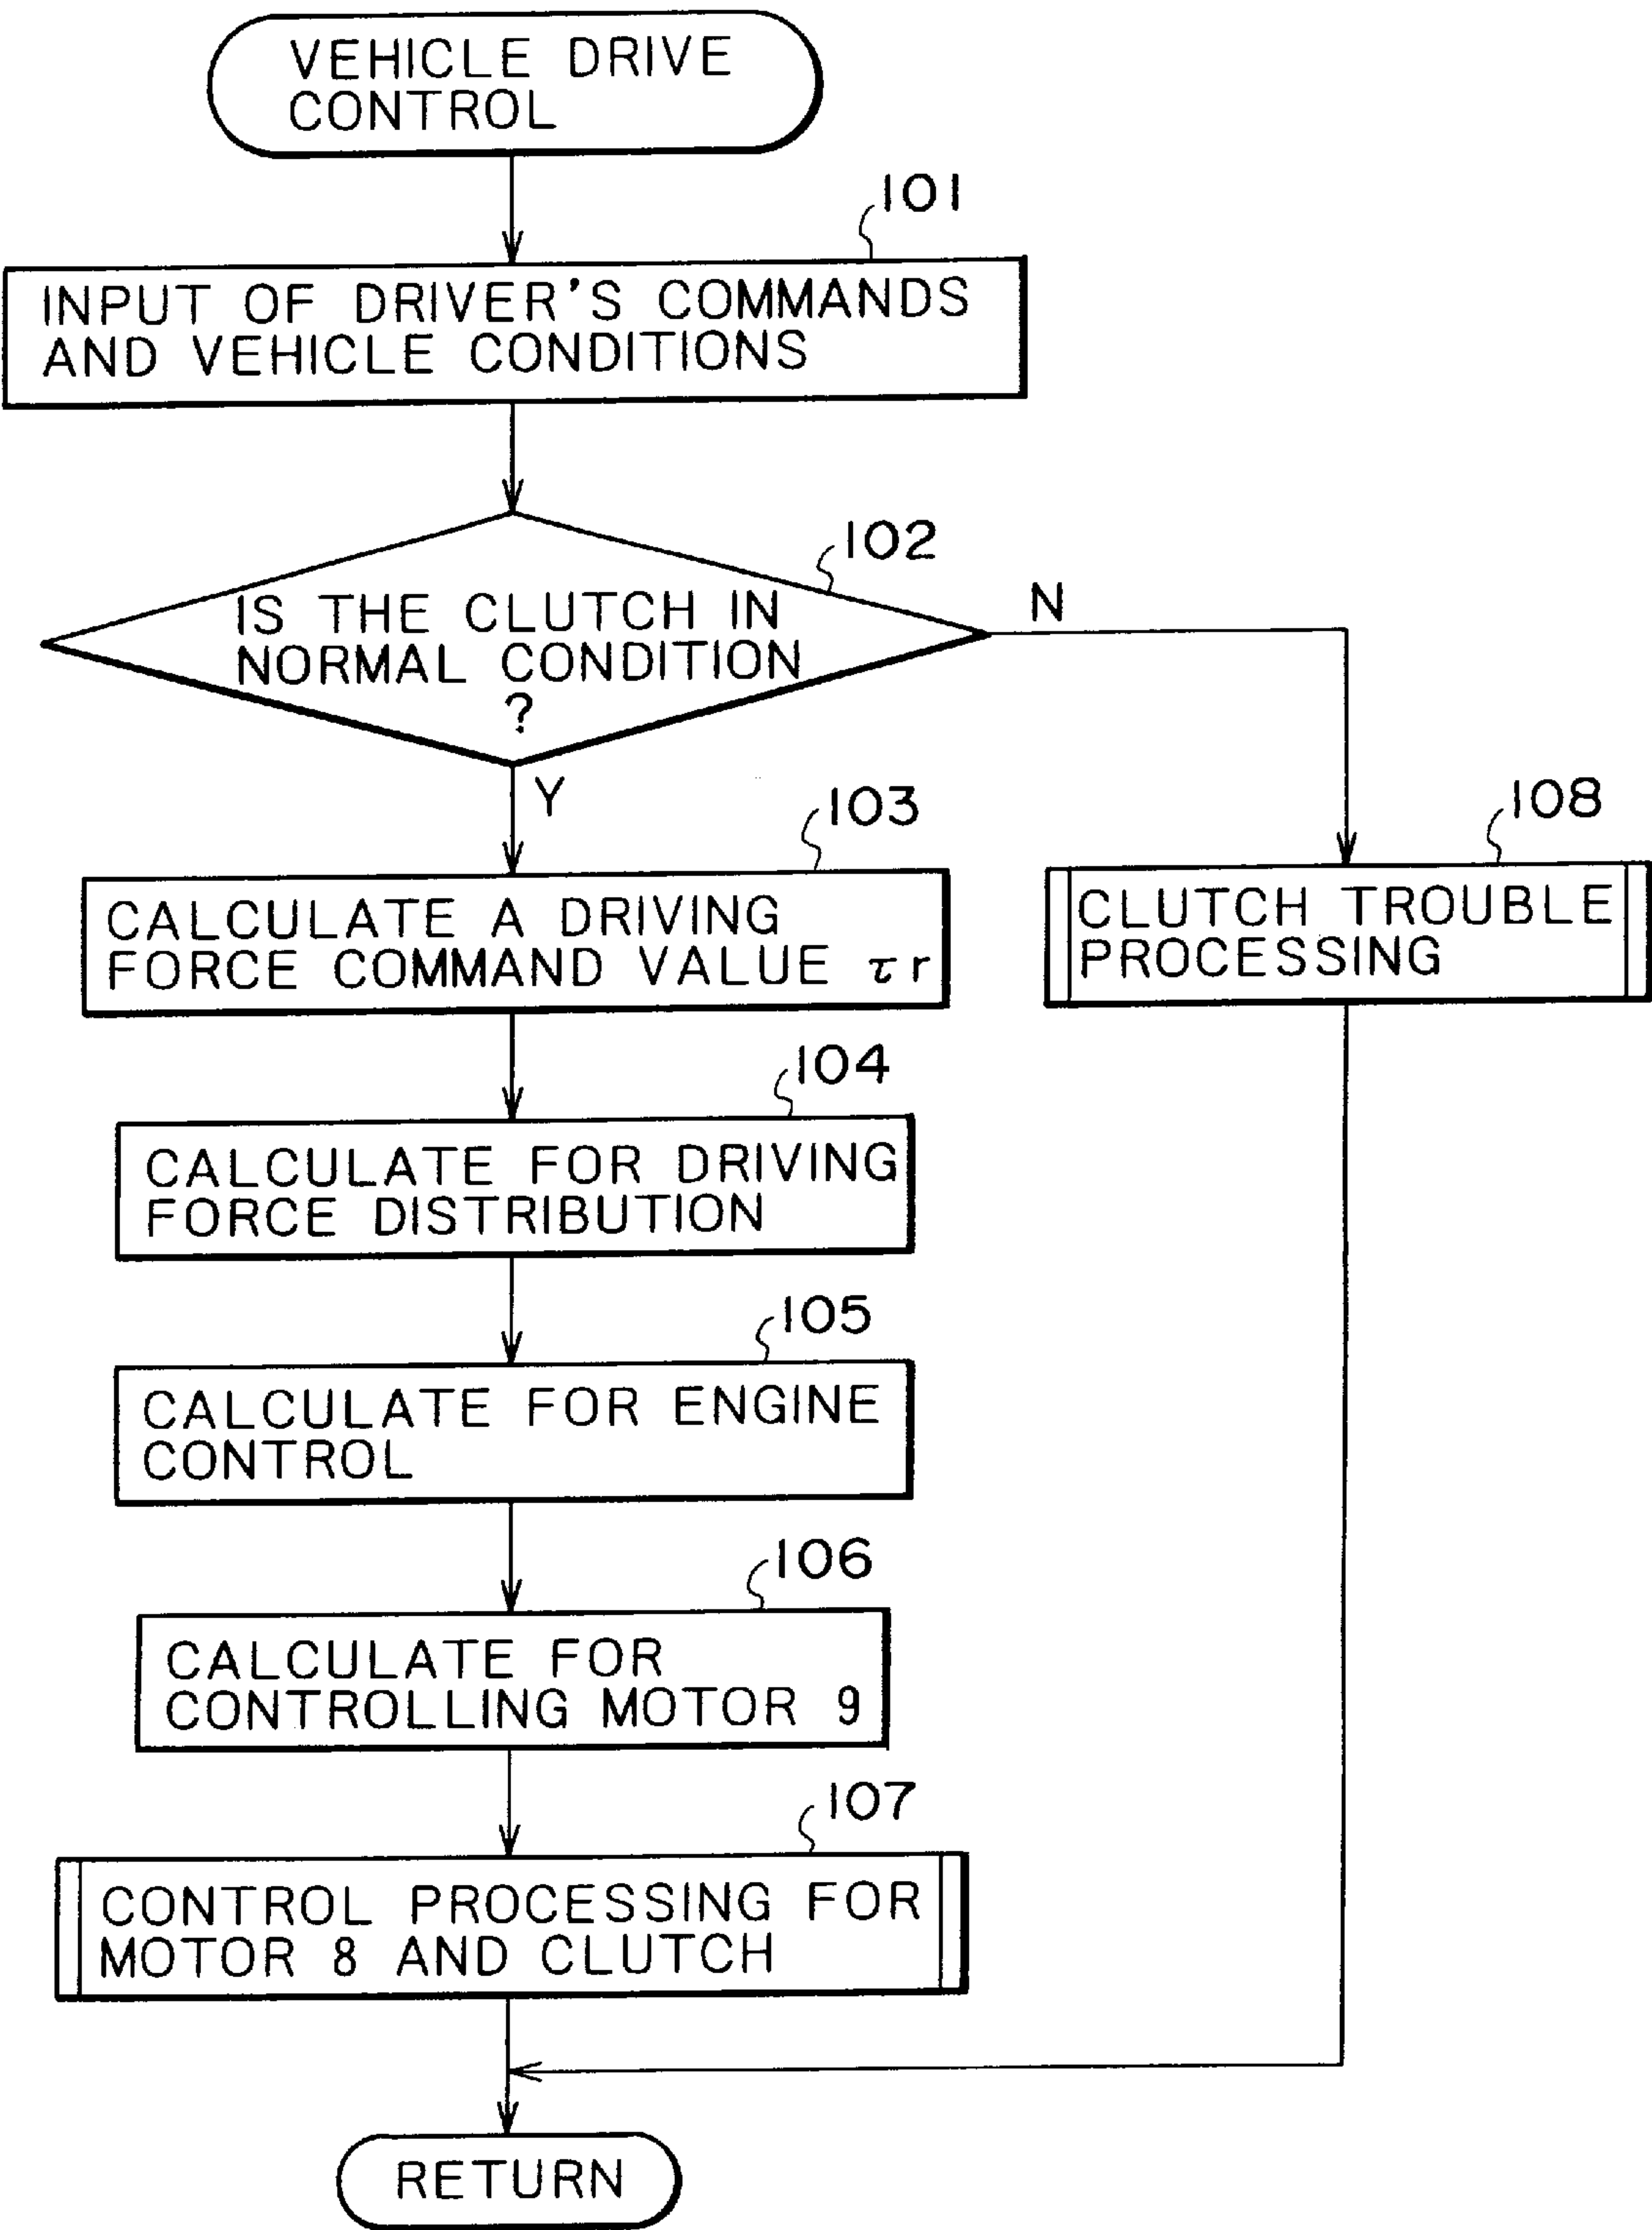 VEHICLE DRIVE
CONTROL
101
INPUT OF DRIVER'S COMMANDS
AND VEHICLE CONDITIONS
102
IS THE CLUTCH IN
NORMAL CONDITION
?
N
Y
103
CALCULATE A DRIVING
FORCE COMMAND VALUE τr
108
CLUTCH TROUBLE
PROCESSING
104
CALCULATE FOR DRIVING
FORCE DISTRIBUTION
105
CALCULATE FOR ENGINE
CONTROL
106
CALCULATE FOR
CONTROLLING MOTOR 9
107
CONTROL PROCESSING FOR
MOTOR 8 AND CLUTCH
RETURN